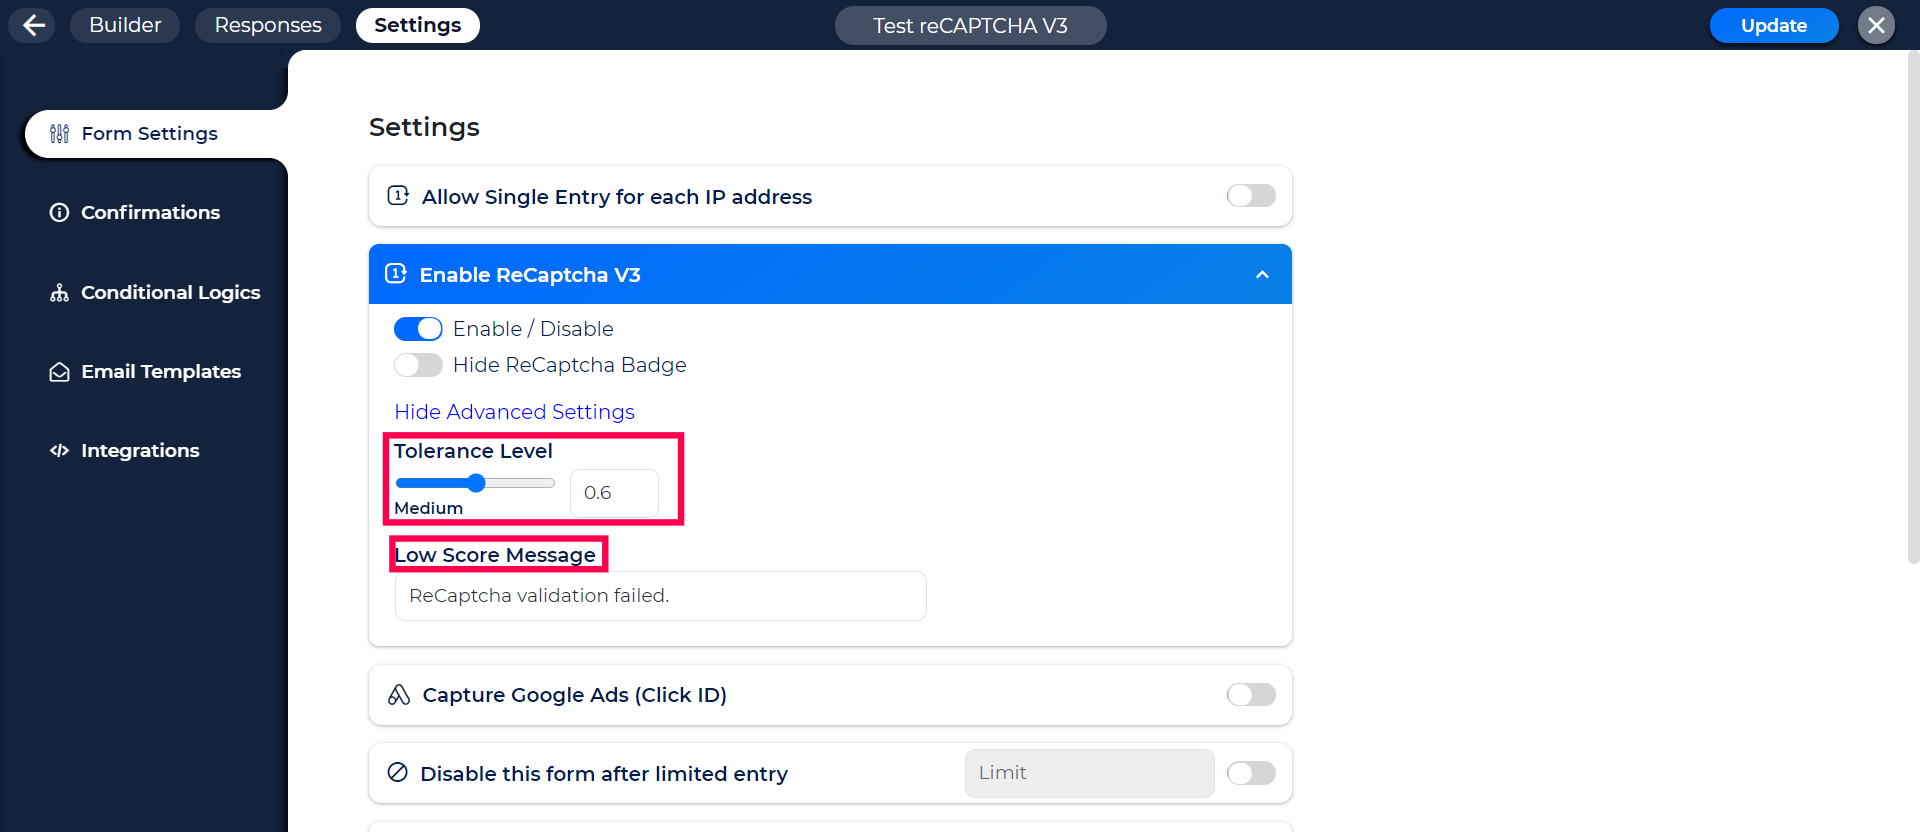 Builder
Responses
Settings
Test reCAPTCHA V3
Update
Form Settings
Confirmations
Conditional Logics
Email Templates
Integrations
Settings
Allow Single Entry for each IP address
Enable ReCaptcha V3
Enable / Disable
Hide ReCaptcha Badge
Hide Advanced Settings
Tolerance Level
0.6
Medium
Low Score Message
ReCaptcha validation failed.
Capture Google Ads (Click ID)
Disable this form after limited entry
Limit